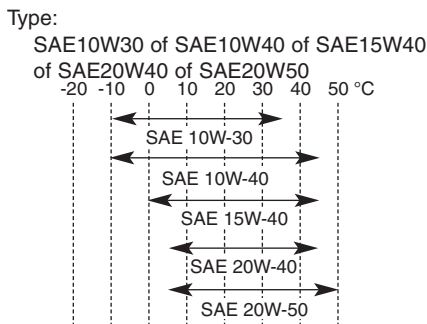 Type:
SAE10W30 of SAE10W40 of SAE15W40
of SAE20W40 of SAE20W50
-20 -10 0 10 20 30 40 50 °C
SAE 10W-30
SAE 10W-40
SAE 15W-40
SAE 20W-40
SAE 20W-50